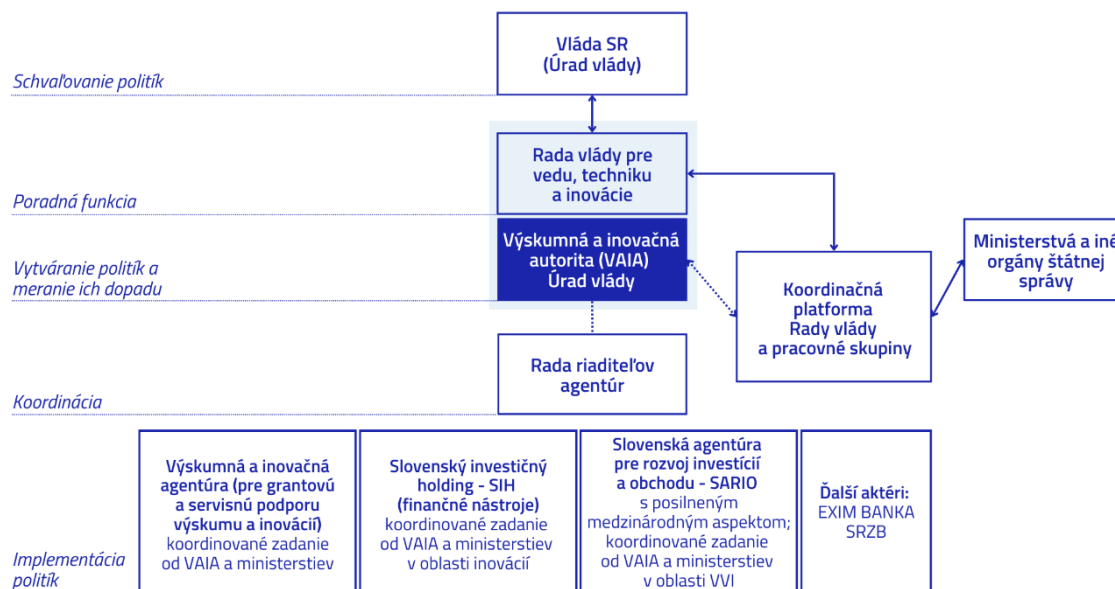 Vláda SR
(Úrad vlády)
Schvaľovanie politík
Rada vlády pre
vedu, techniku
a inovácie
Poradná funkcia
Výskumná a inovačná
autorita (VAIA)
Úrad vlády
Vytváranie politík a
meranie ich dopadu
Ministerstvá a iné
orgány štátnej
správy
Koordinačná
platforma
Rady vlády
a pracovné skupiny
Rada riaditeľov
agentúr
Koordinácia
Výskumná a inovačná
agentúra (pre grantovú
a servisnú podporu
výskumu a inovácií)
koordinované zadanie
od VAIA a ministerstiev
Slovenský investičný
holding - SIH
(finančné nástroje)
koordinované zadanie
od VAIA a ministerstiev
v oblasti inovácií
Slovenská agentúra
pre rozvoj investícií
a obchodu - SARIO
s posilneným
medzinárodným aspektom;
koordinované zadanie
od VAIA a ministerstiev
v oblasti VVI
Ďalší aktéri:
EXIM BANKA
SRZB
Implementácia
politík